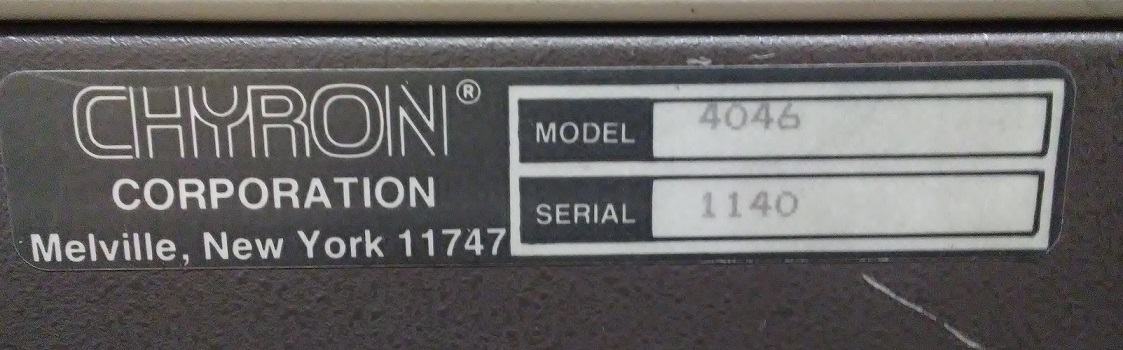 CHYRON®
CORPORATION
Melville, New York 11747
MODEL 4046
SERIAL 1140